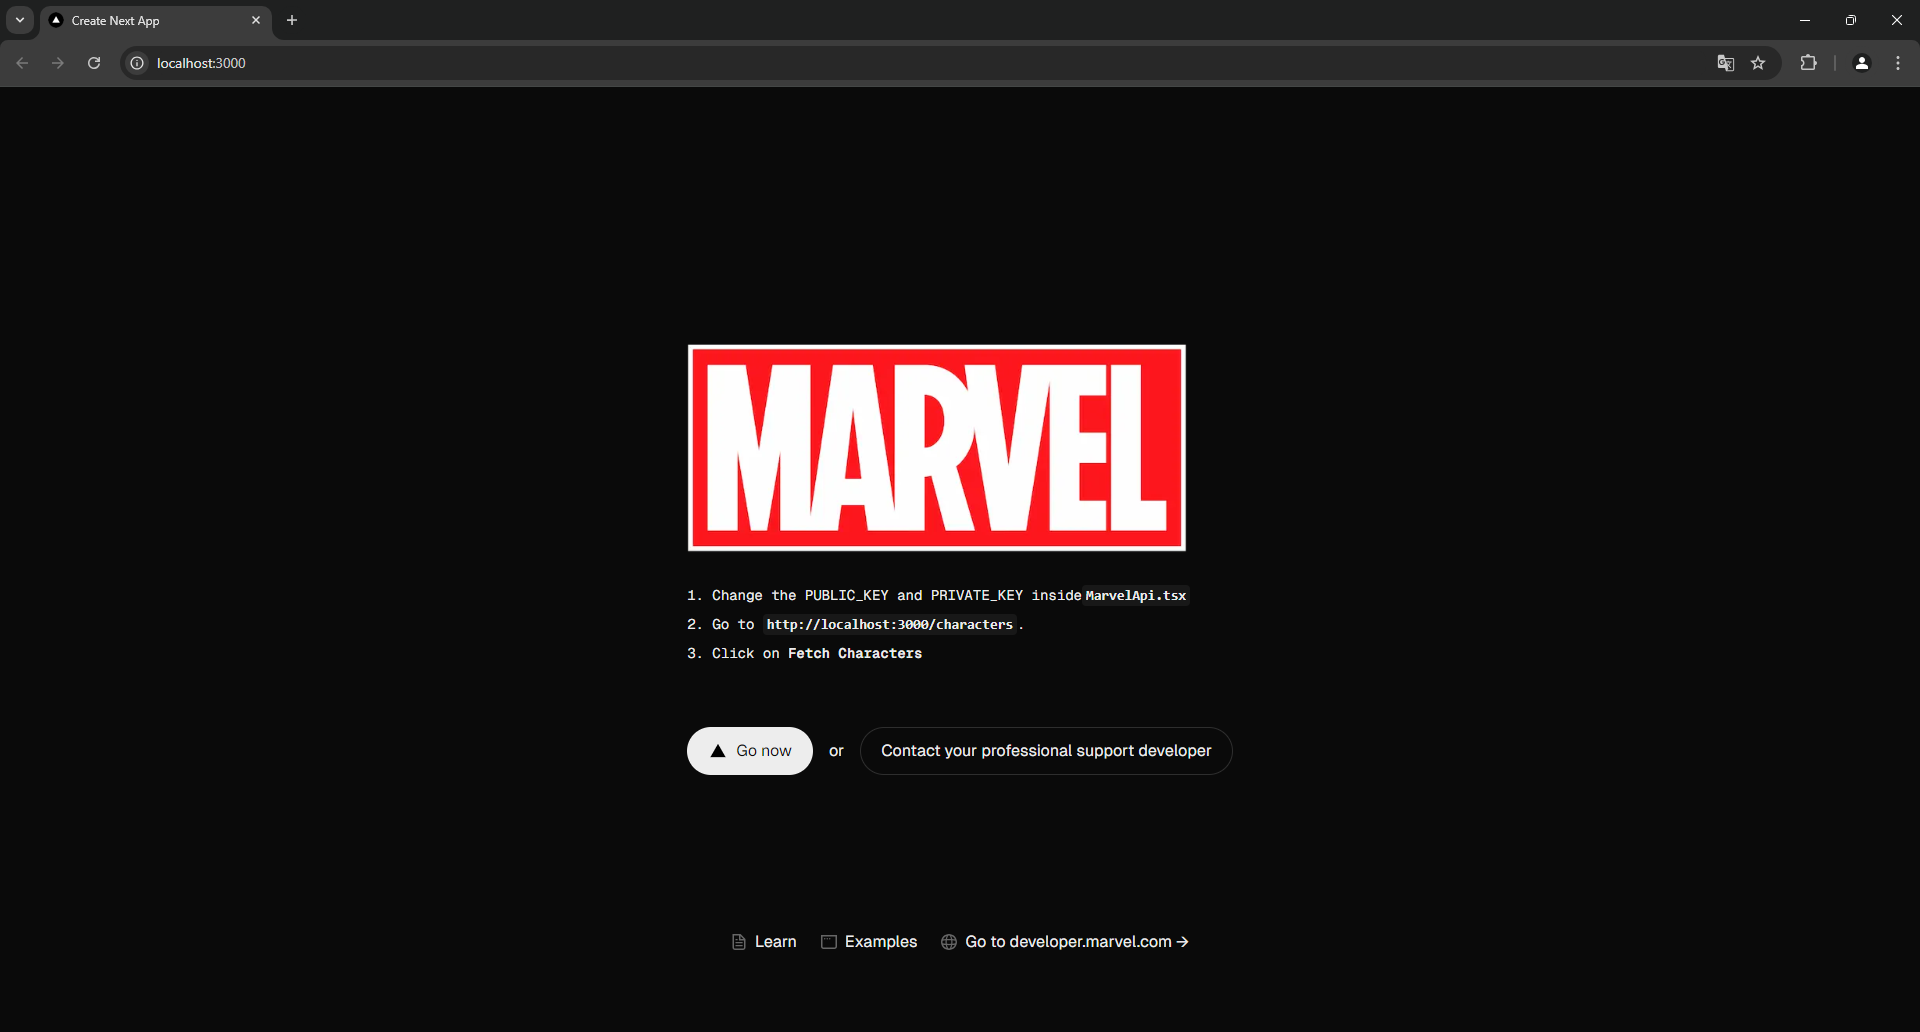 Create Next App
localhost:3000
MARVEL
1. Change the PUBLIC_KEY and PRIVATE_KEY inside MarvelApi.tsx
2. Go to http://localhost:3000/characters .
3. Click on Fetch Characters
Go now or Contact your professional support developer
Learn Examples Go to developer.marvel.com →